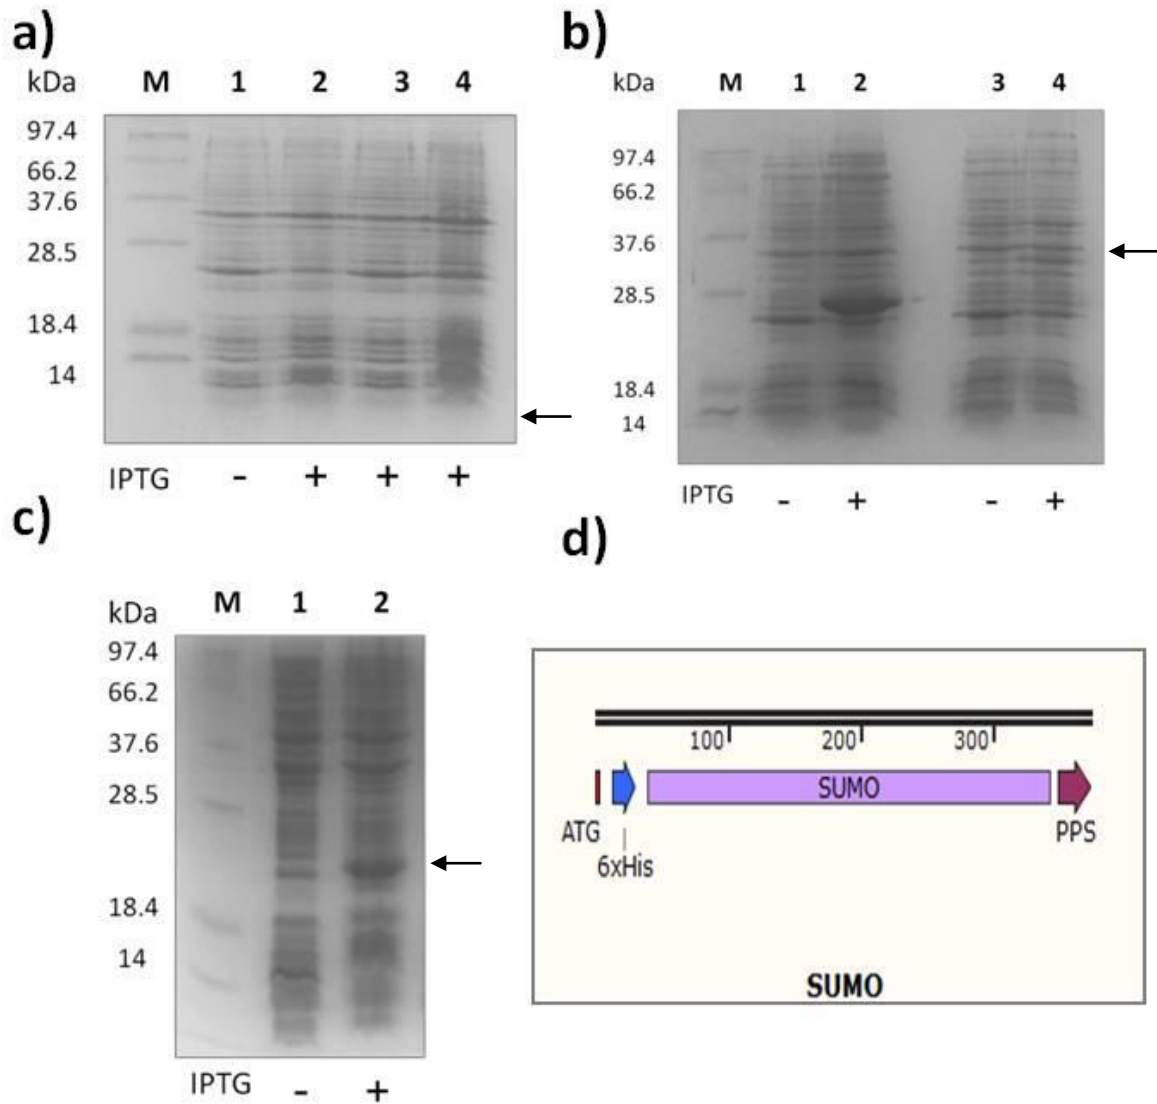 a)
kDa M 1 2 3 4
97.4
66.2
37.6
28.5
18.4
14
IPTG - + + +
b)
kDa M 1 2 3 4
97.4
66.2
37.6
28.5
18.4
14
IPTG - + - +
c)
kDa M 1 2
97.4
66.2
37.6
28.5
18.4
14
IPTG - +
d)
100 200 300
SUMO
ATG PPS
6xHis
SUMO